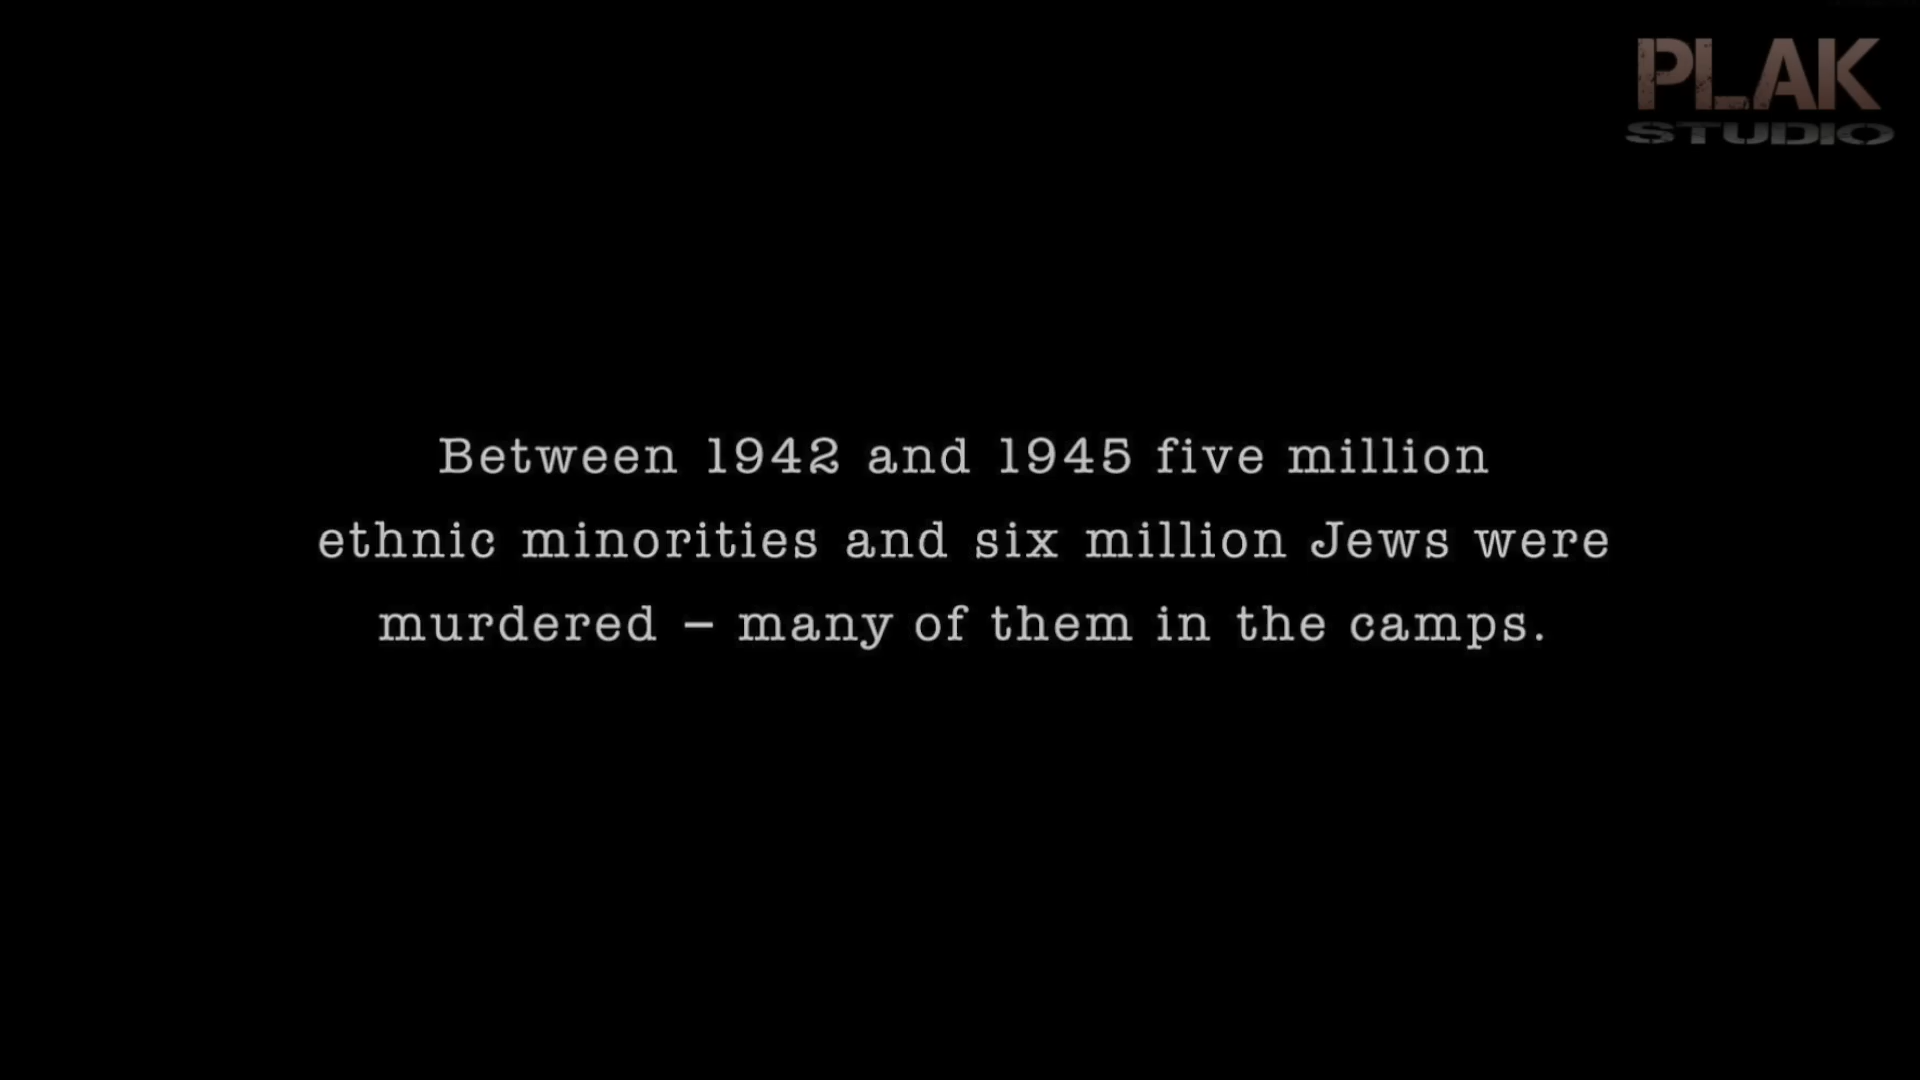 PLAK
STUDIO
Between 1942 and 1945 five million
ethnic minorities and six million Jews were
murdered – many of them in the camps.